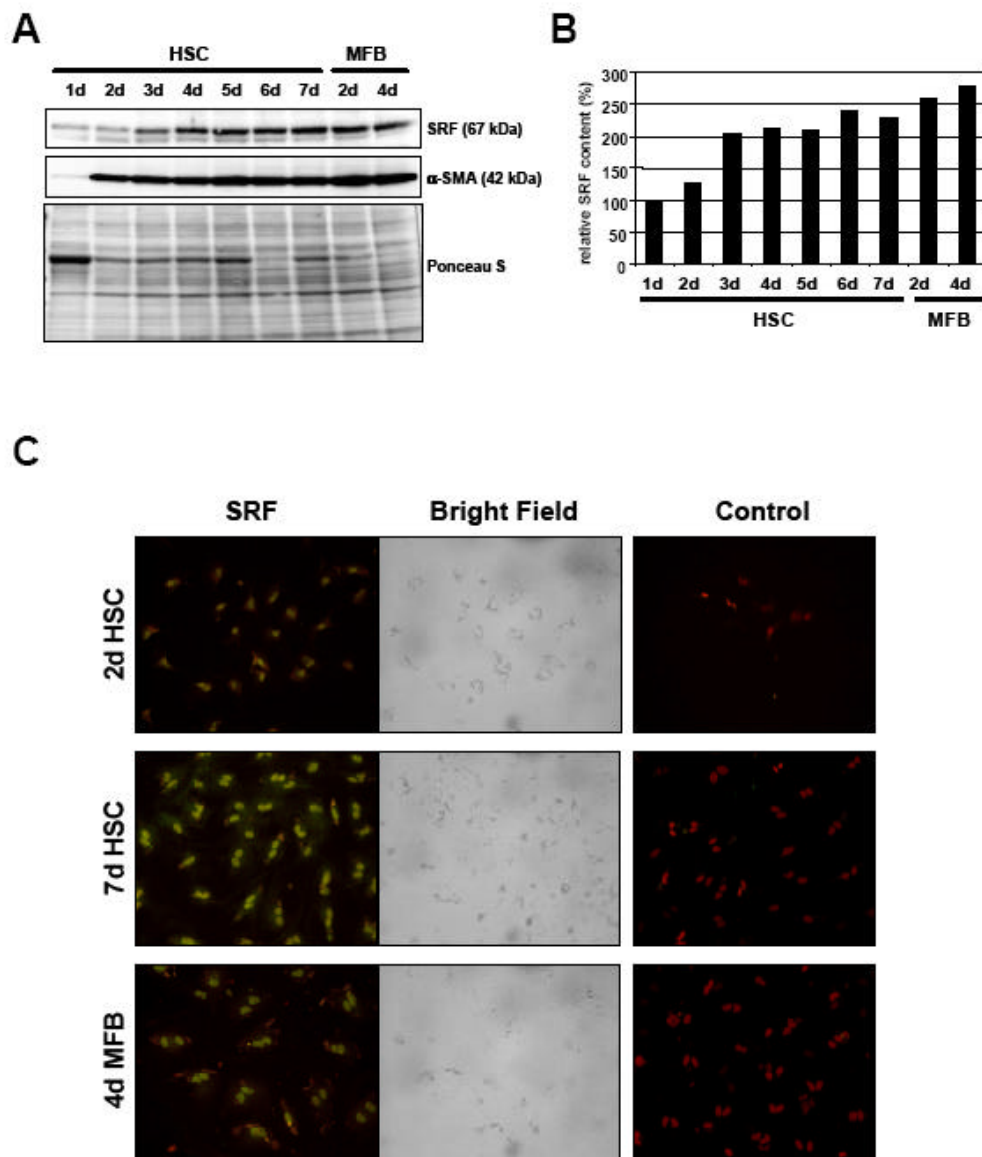 A
HSC MFB
1d 2d 3d 4d 5d 6d 7d 2d 4d
SRF (67 kDa)
α-SMA (42 kDa)
Ponceau S
B
relative SRF content (%)
300
250
200
150
100
50
0
1d 2d 3d 4d 5d 6d 7d 2d 4d
HSC MFB
C
SRF Bright Field Control
2d HSC
7d HSC
4d MFB